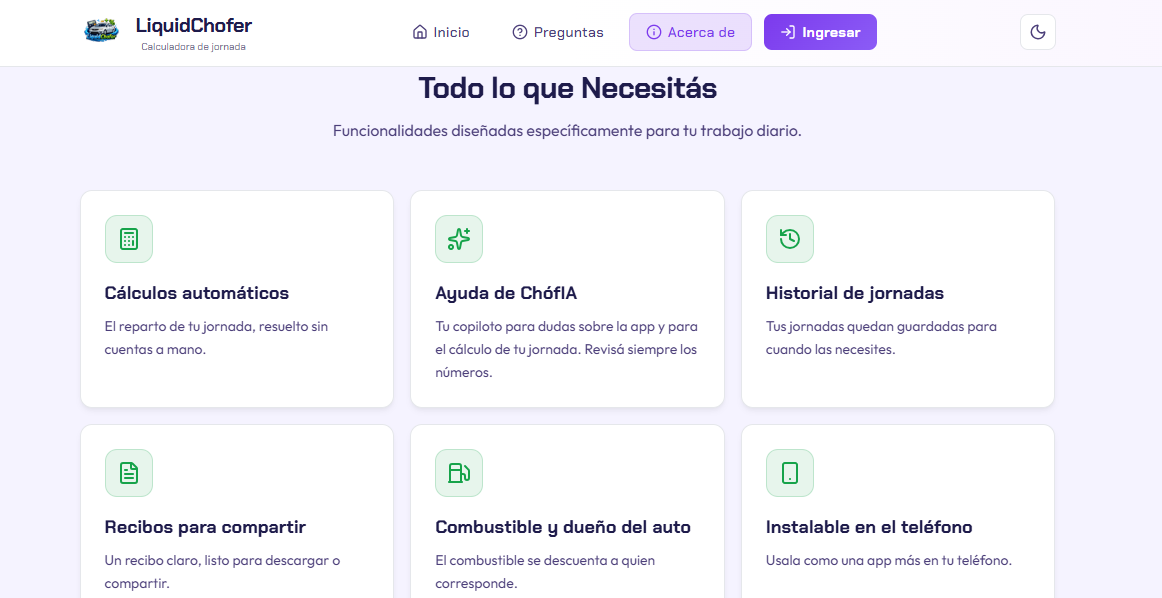 LiquidChofer
Calculadora de jornada
Inicio
Preguntas
Acerca de
Ingresar
Todo lo que Necesitás
Funcionalidades diseñadas específicamente para tu trabajo diario.
Cálculos automáticos
El reparto de tu jornada, resuelto sin
cuentas a mano.
Ayuda de ChófIA
Tu copiloto para dudas sobre la app y para
el cálculo de tu jornada. Revisá siempre los
números.
Historial de jornadas
Tus jornadas quedan guardadas para
cuando las necesites.
Recibos para compartir
Un recibo claro, listo para descargar o
compartir.
Combustible y dueño del auto
El combustible se descuenta a quien
corresponde.
Instalable en el teléfono
Usala como una app más en tu teléfono.